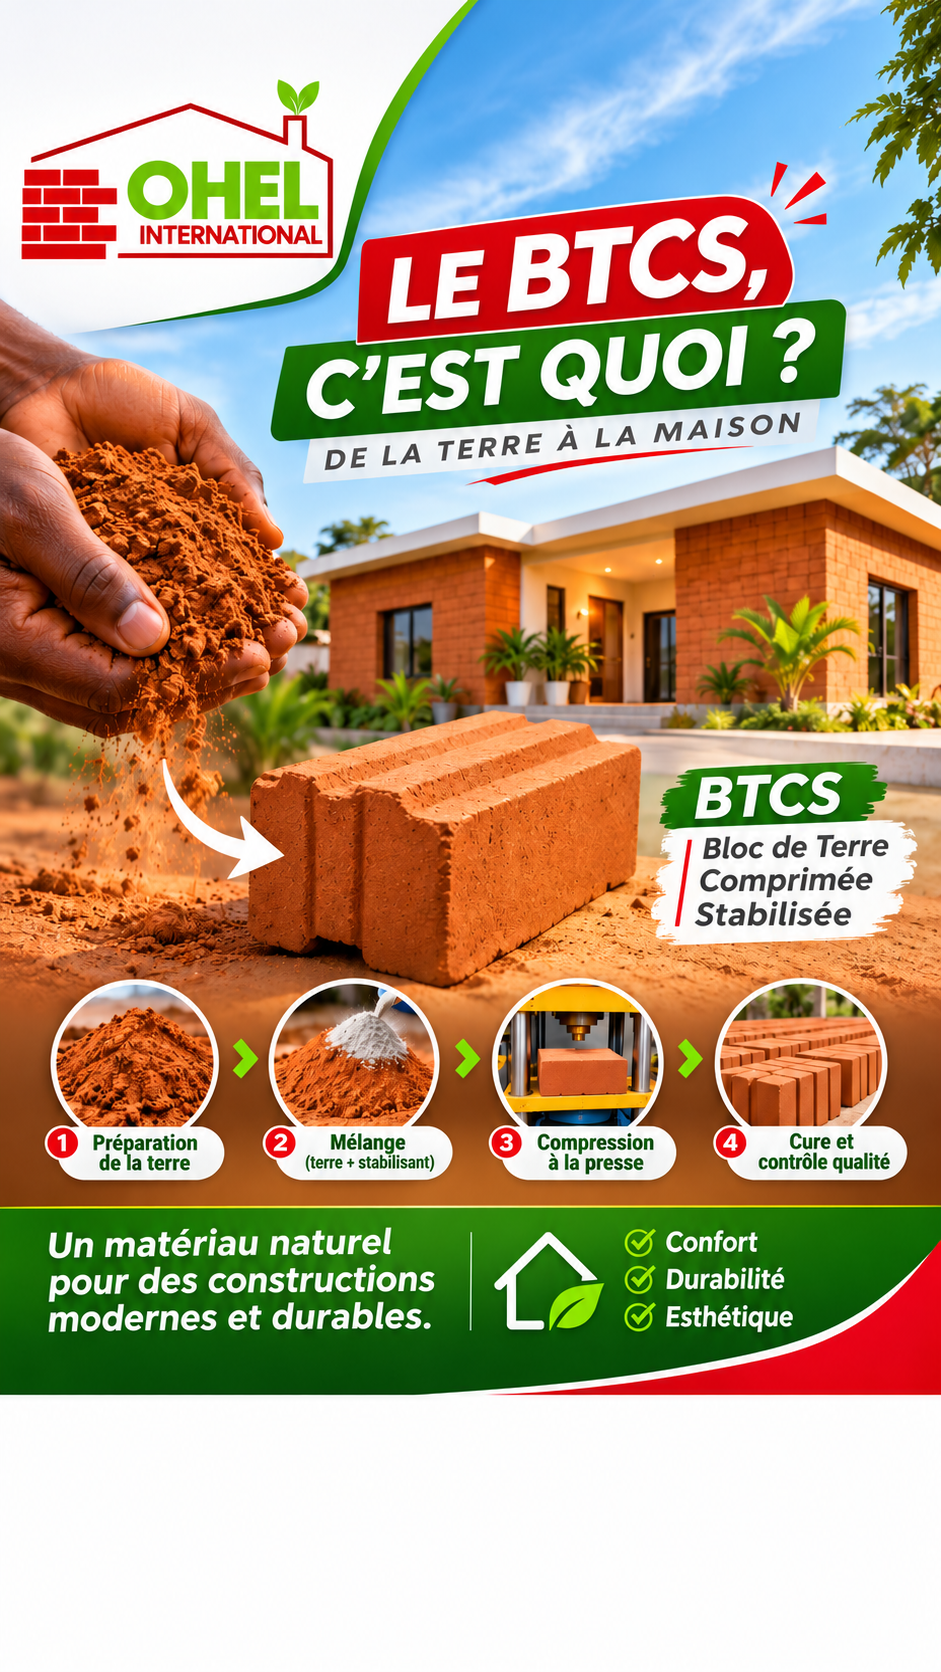 OHEL
INTERNATIONAL
LE BTCS,
C'EST QUOI ?
DE LA TERRE À LA MAISON
BTCS
Bloc de Terre
Comprimée
Stabilisée
1 Préparation
de la terre
2 Mélange
(terre + stabilisant)
3 Compression
à la presse
4 Cure et
contrôle qualité
Un matériau naturel
pour des constructions
modernes et durables.
Confort
Durabilité
Esthétique